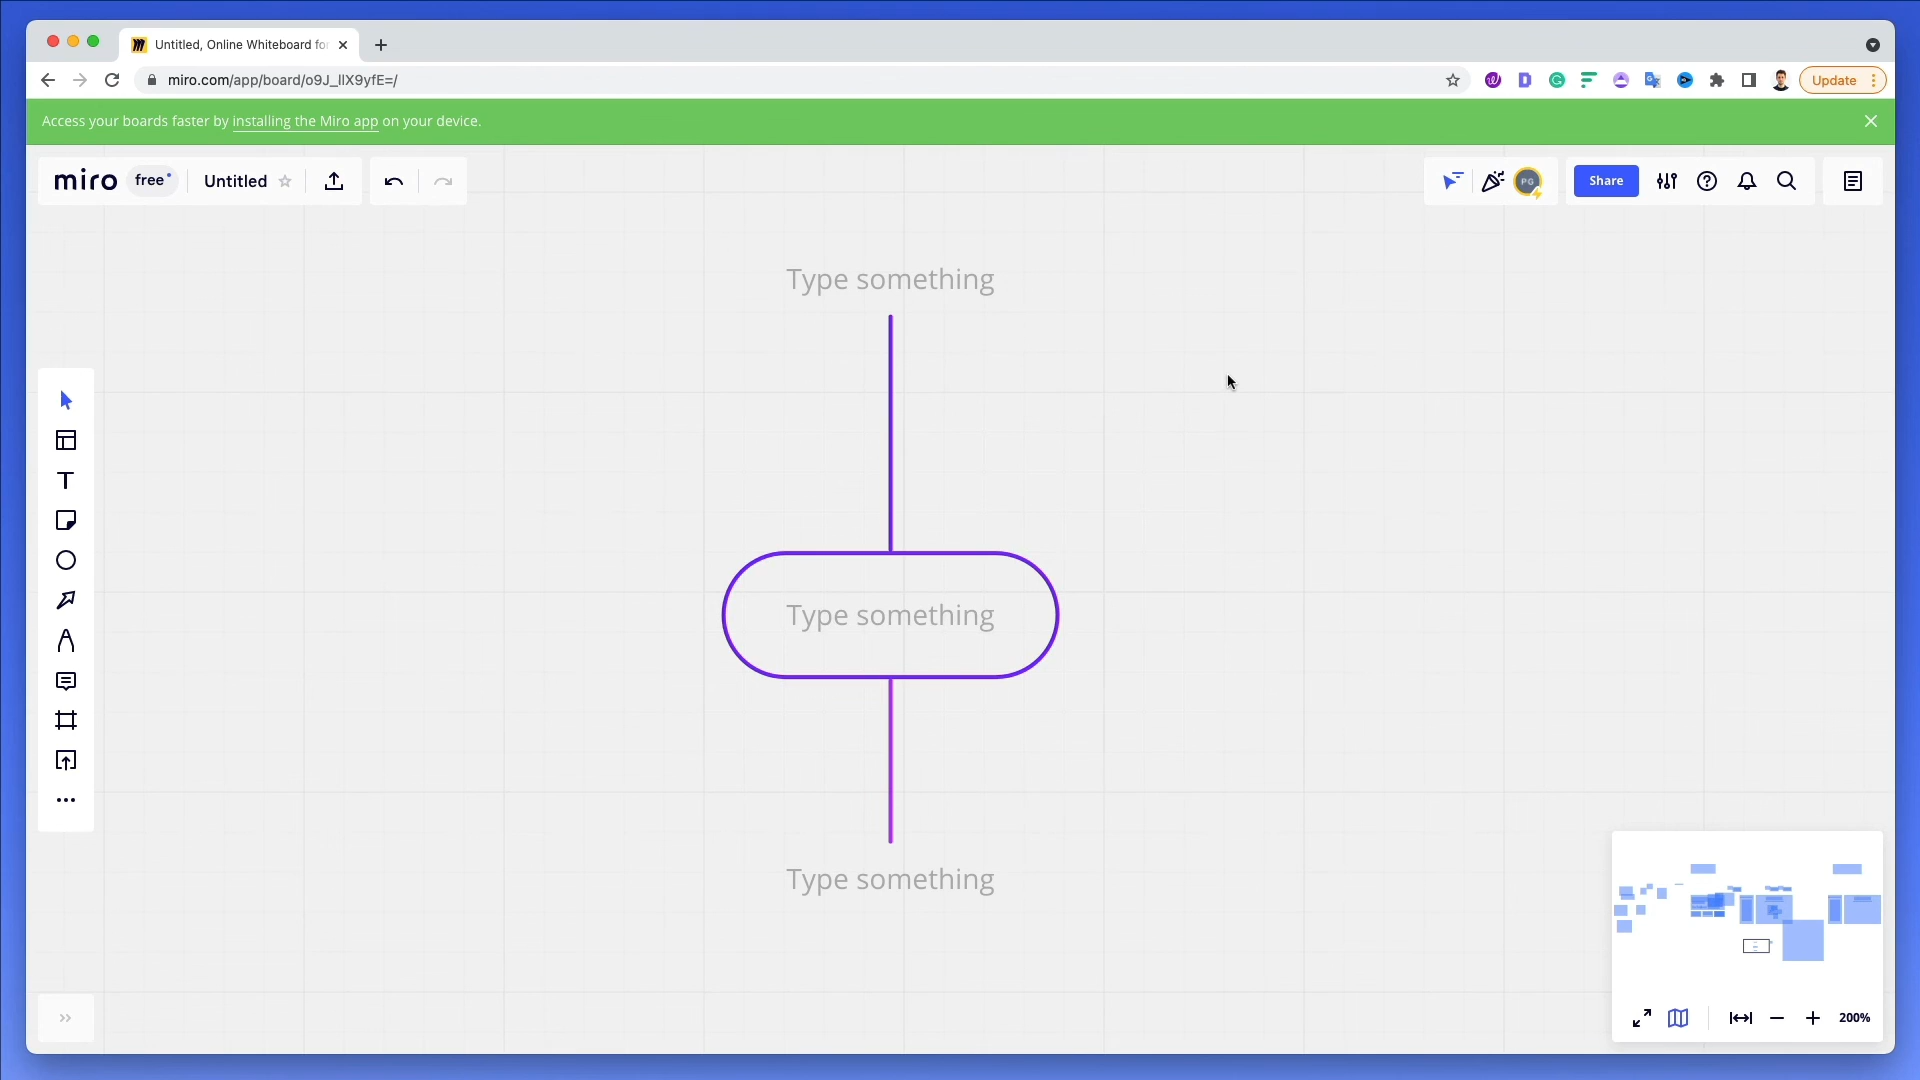 Untitled, Online Whiteboard for
miro.com/app/board/o9J_lIX9yfE=/
Update
Access your boards faster by installing the Miro app on your device.
miro free Untitled
PG
Share
Type something
Type something
Type something
200%